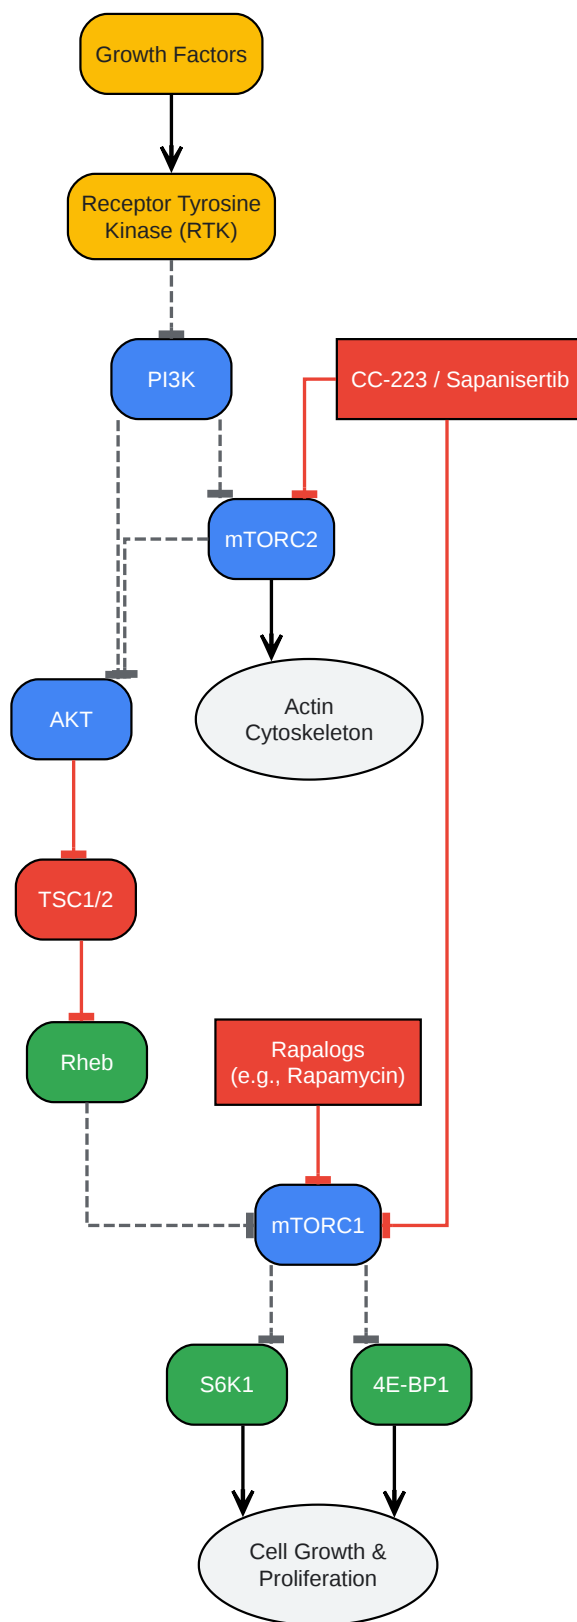 Growth Factors
Receptor Tyrosine
Kinase (RTK)
PI3K
CC-223 / Sapanisertib
mTORC2
Actin
Cytoskeleton
AKT
TSC1/2
Rheb
Rapalogs
(e.g., Rapamycin)
mTORC1
S6K1
4E-BP1
Cell Growth &
Proliferation